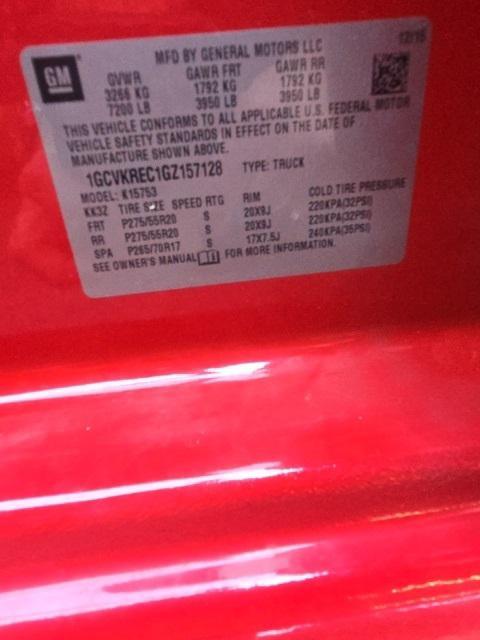 MFD BY GENERAL MOTORS LLC 12/15
GM GVWR GAWR FRT GAWR RR
3266 KG 1792 KG 1792 KG
7200 LB 3950 LB 3950 LB
THIS VEHICLE CONFORMS TO ALL APPLICABLE U.S. FEDERAL MOTOR
VEHICLE SAFETY STANDARDS IN EFFECT ON THE DATE OF
MANUFACTURE SHOWN ABOVE.
1GCVKREC1GZ157128 TYPE: TRUCK
MODEL: K15753
KK3Z TIRE SIZE SPEED RTG RIM COLD TIRE PRESSURE
FRT P275/55R20 S 20X9J 220KPA(32PSI)
RR P275/55R20 S 20X9J 220KPA(32PSI)
SPA P265/70R17 S 17X7.5J 240KPA(35PSI)
SEE OWNER'S MANUAL FOR MORE INFORMATION.